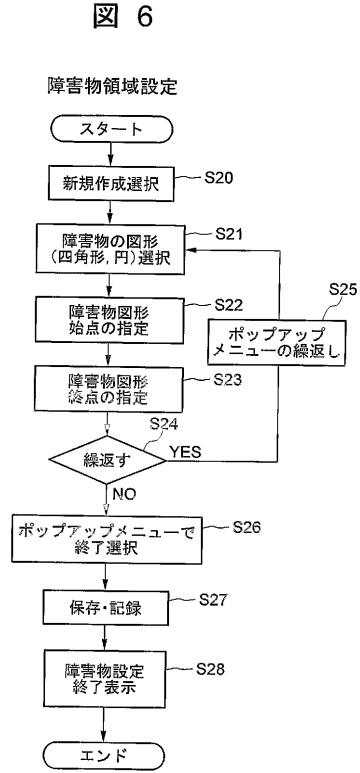 図 6
障害物領域設定
スタート
新規作成選択
S20
障害物の図形
(四角形,円)選択
S21
障害物図形
始点の指定
S22
障害物図形
終点の指定
S23
繰返す
S24
YES
ポップアップ
メニューの繰返し
S25
NO
ポップアップメニューで
終了選択
S26
保存・記録
S27
障害物設定
終了表示
S28
エンド